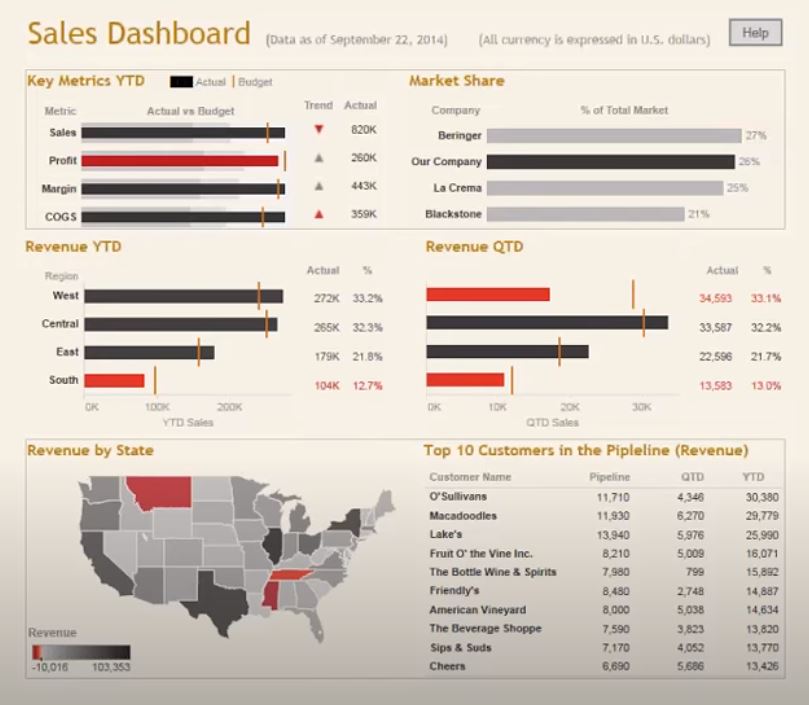 Sales Dashboard (Data as of September 22, 2014) (All currency is expressed in U.S. dollars) Help
Key Metrics YTD Actual Budget
Metric Actual vs Budget Trend Actual
Sales 820K
Profit 260K
Margin 443K
COGS 359K
Market Share
Company % of Total Market
Beringer 27%
Our Company 26%
La Crema 25%
Blackstone 21%
Revenue YTD
Region Actual %
West 272K 33.2%
Central 265K 32.3%
East 179K 21.8%
South 104K 12.7%
0K 100K 200K
YTD Sales
Revenue QTD
Actual %
34,593 33.1%
33,587 32.2%
22,596 21.7%
13,583 13.0%
0K 10K 20K 30K
QTD Sales
Revenue by State
Revenue
-10,016 103,353
Top 10 Customers in the Pipleline (Revenue)
Customer Name Pipeline QTD YTD
O'Sullivans 11,710 4,346 30,380
Macadoodles 11,930 6,270 29,779
Lake's 13,940 5,976 25,990
Fruit O' the Vine Inc. 8,210 5,009 16,071
The Bottle Wine & Spirits 7,980 799 15,892
Friendly's 8,480 2,748 14,887
American Vineyard 8,000 5,038 14,634
The Beverage Shoppe 7,590 3,823 13,820
Sips & Suds 7,170 4,052 13,770
Cheers 6,690 5,686 13,426